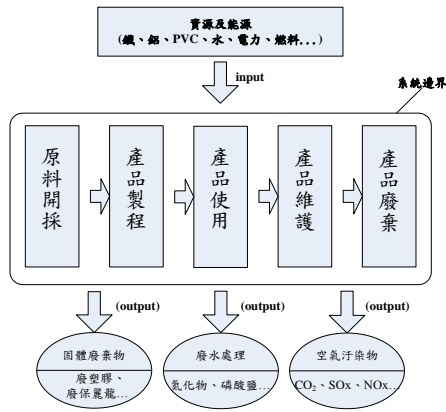 資源及能源
(鐵、鋁、PVC、水、電力、燃料...)
input
系統邊界
原料開採
產品製程
產品使用
產品維護
產品廢棄
(output)
(output)
(output)
固體廢棄物
廢塑膠、
廢保麗龍...
廢水處理
氮化物、磷酸鹽...
空氣汙染物
CO2、SOx、NOx...